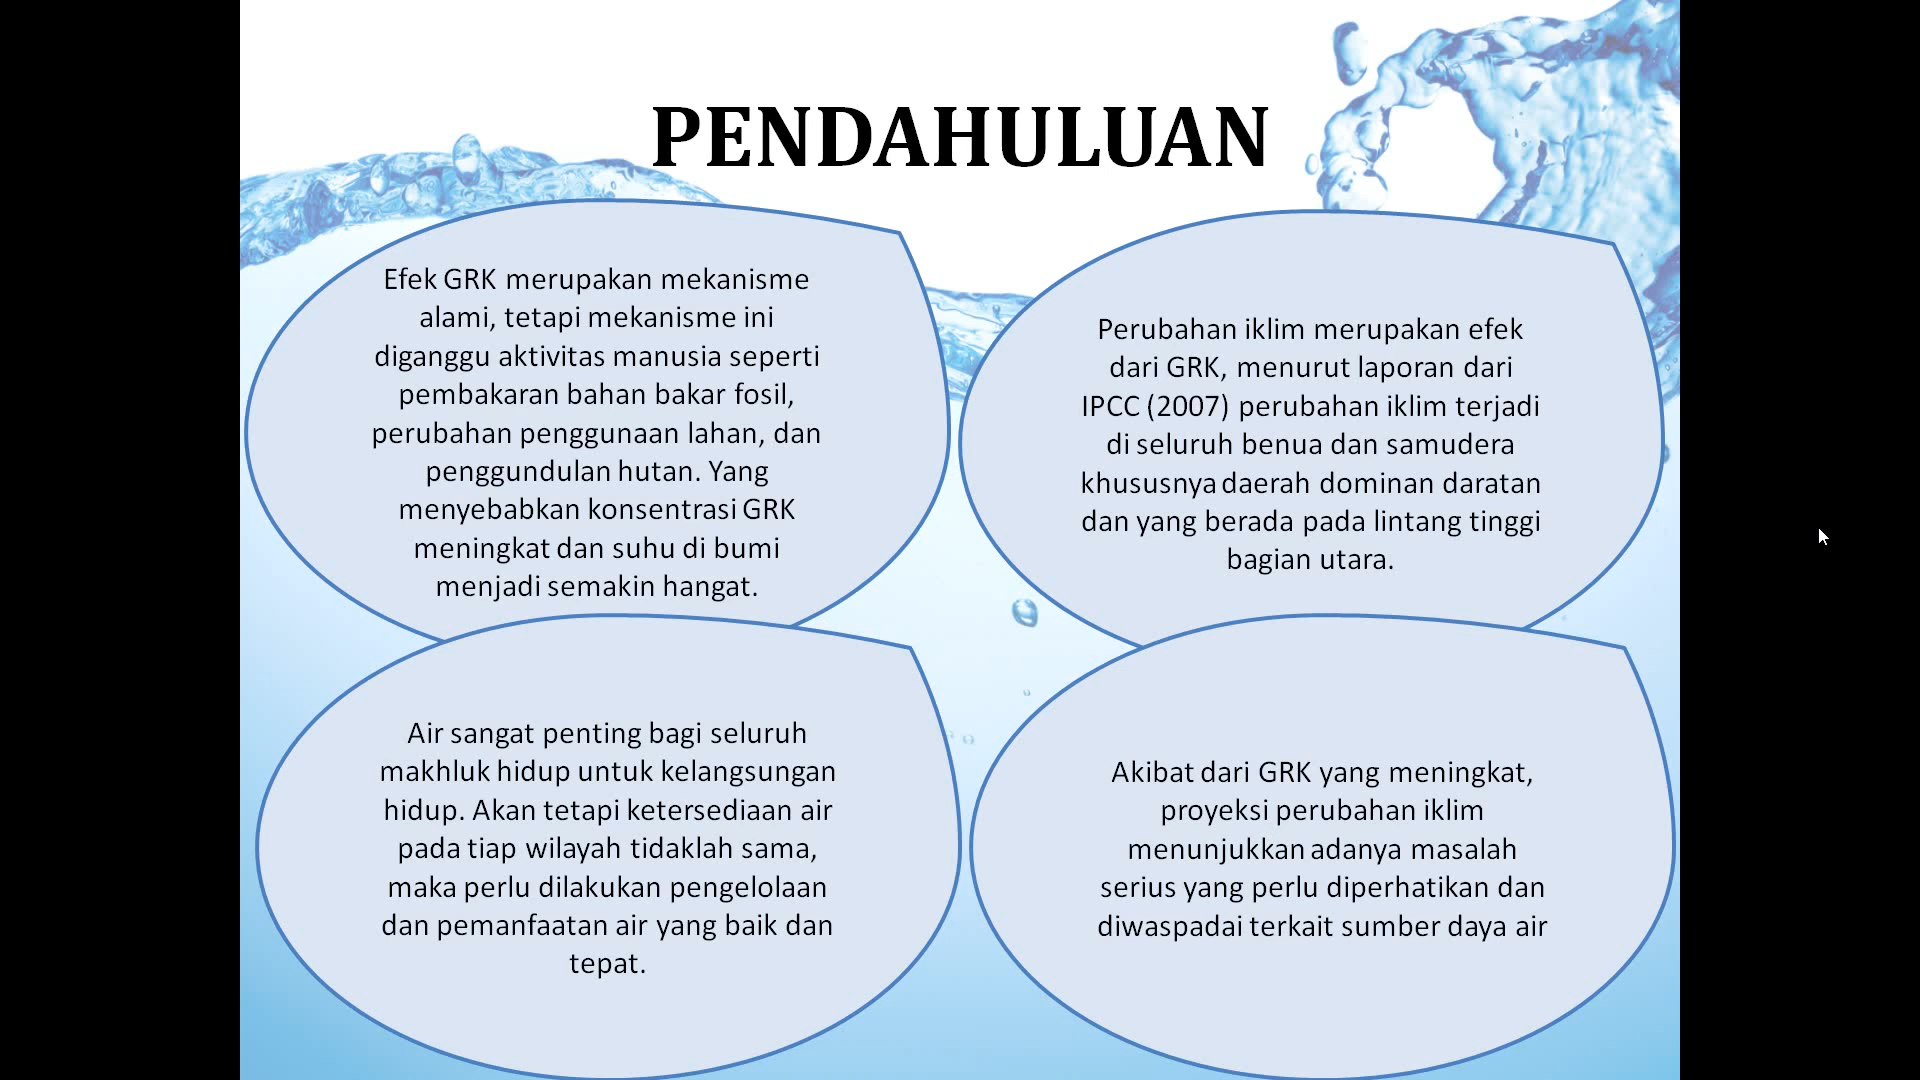 PENDAHULUAN
Efek GRK merupakan mekanisme
alami, tetapi mekanisme ini
diganggu aktivitas manusia seperti
pembakaran bahan bakar fosil,
perubahan penggunaan lahan, dan
penggundulan hutan. Yang
menyebabkan konsentrasi GRK
meningkat dan suhu di bumi
menjadi semakin hangat.
Perubahan iklim merupakan efek
dari GRK, menurut laporan dari
IPCC (2007) perubahan iklim terjadi
di seluruh benua dan samudera
khususnya daerah dominan daratan
dan yang berada pada lintang tinggi
bagian utara.
Air sangat penting bagi seluruh
makhluk hidup untuk kelangsungan
hidup. Akan tetapi ketersediaan air
pada tiap wilayah tidaklah sama,
maka perlu dilakukan pengelolaan
dan pemanfaatan air yang baik dan
tepat.
Akibat dari GRK yang meningkat,
proyeksi perubahan iklim
menunjukkan adanya masalah
serius yang perlu diperhatikan dan
diwaspadai terkait sumber daya air